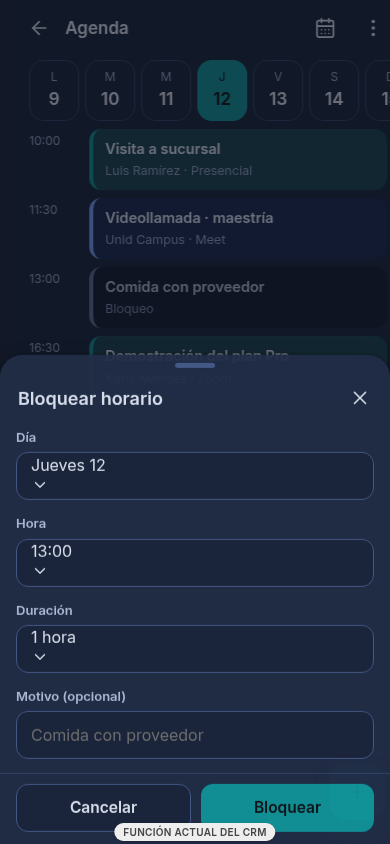 Agenda
L
M
M
J
V
S
9
10
11
12
13
14
10:00
Visita a sucursal
Luis Ramírez · Presencial
11:30
Videollamada · maestría
Unid Campus · Meet
13:00
Comida con proveedor
Bloqueo
16:30
Demostración del plan Pro
Bloquear horario
Día
Jueves 12
Hora
13:00
Duración
1 hora
Motivo (opcional)
Comida con proveedor
Cancelar
Bloquear
FUNCIÓN ACTUAL DEL CRM